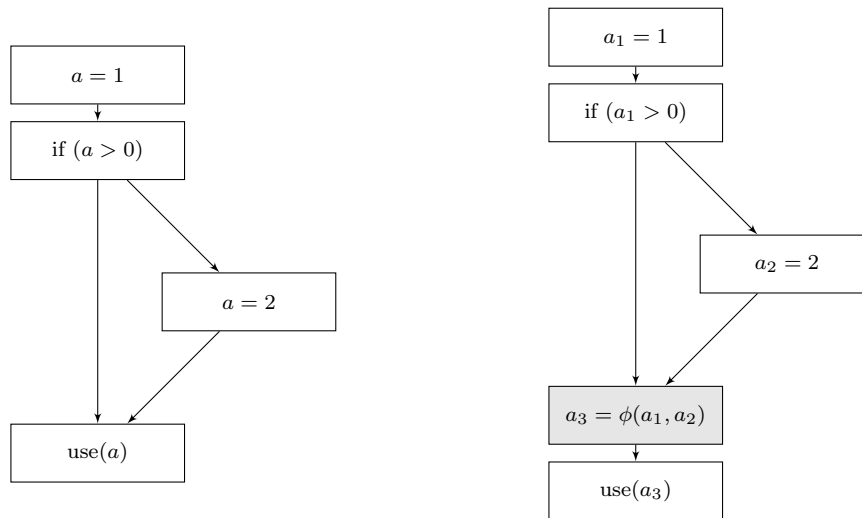 a = 1
if (a > 0)
a = 2
use(a)
a₁ = 1
if (a₁ > 0)
a₂ = 2
a₃ = ϕ(a₁, a₂)
use(a₃)